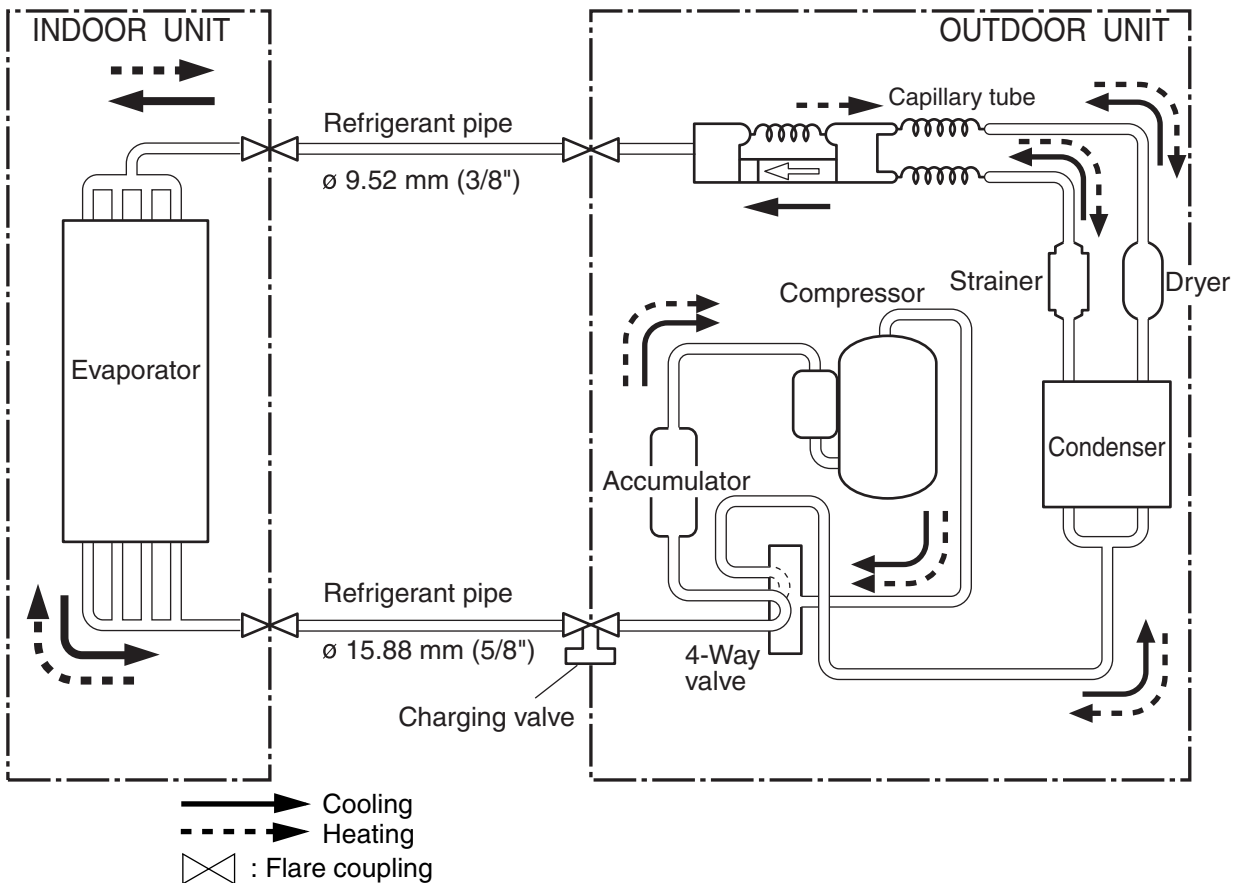 INDOOR UNIT
OUTDOOR UNIT
Refrigerant pipe
ø 9.52 mm (3/8")
Capillary tube
Strainer
Dryer
Compressor
Evaporator
Condenser
Accumulator
Refrigerant pipe
ø 15.88 mm (5/8")
4-Way
valve
Charging valve
Cooling
Heating
: Flare coupling